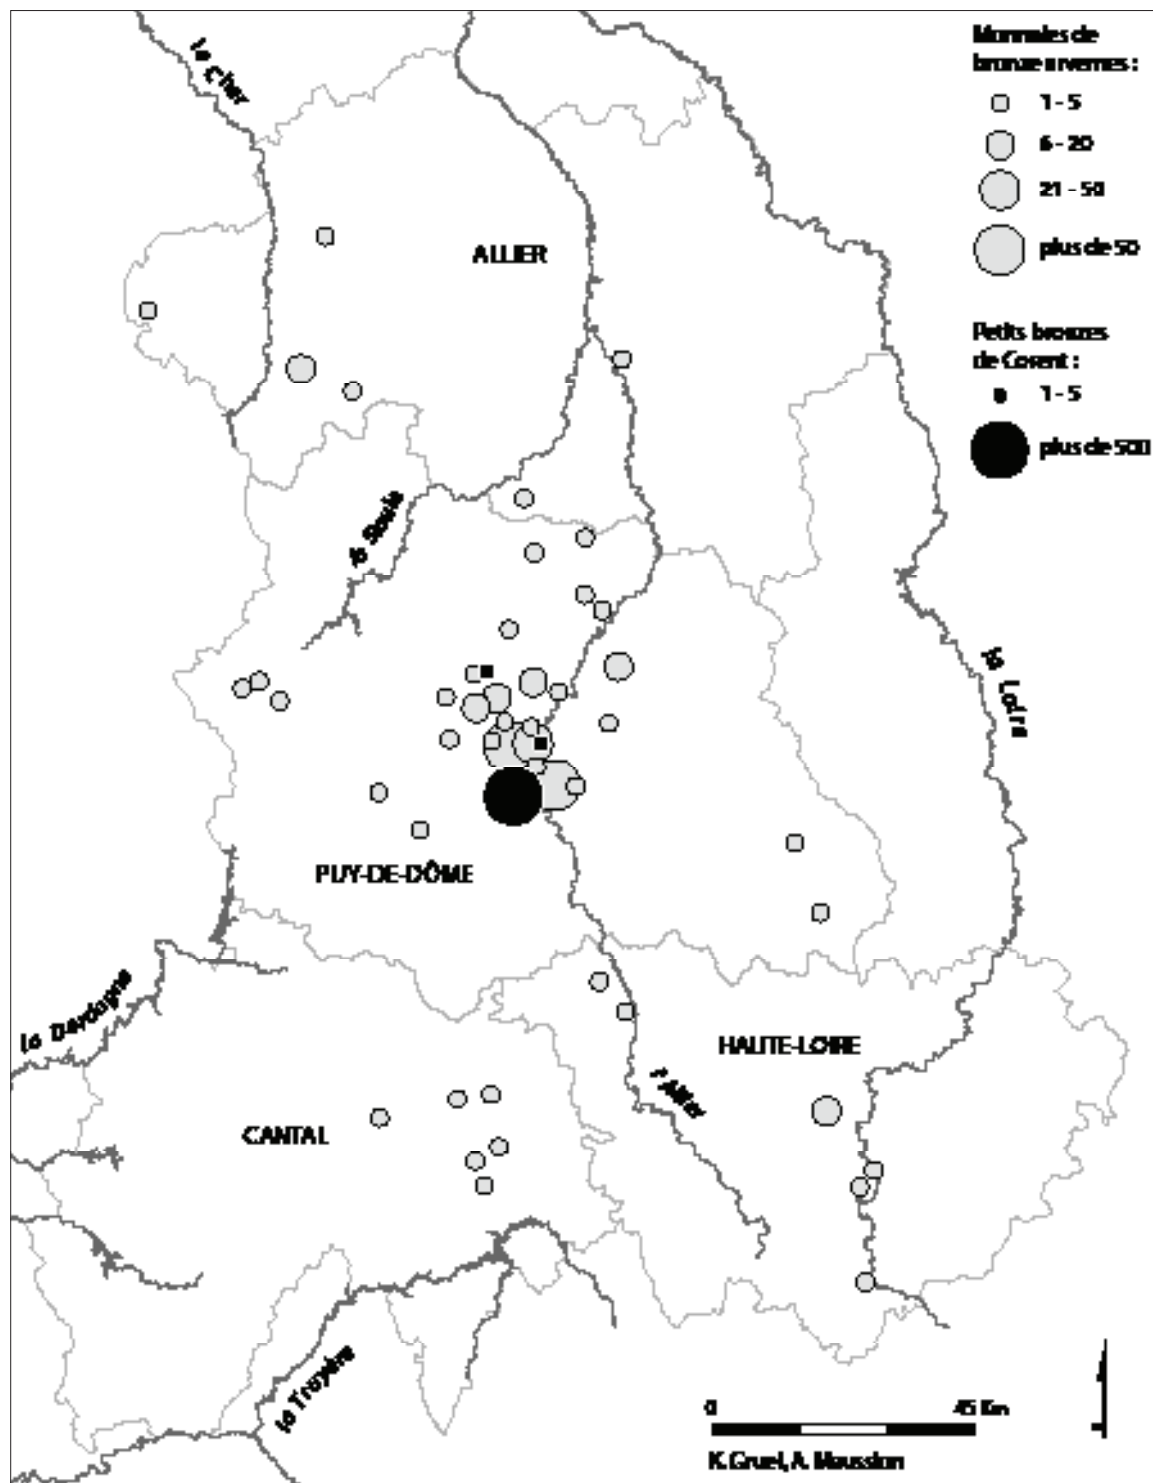 Monnaies de
bronze arvernes :
1 - 5
6 - 20
21 - 50
plus de 50
Petits bronzes
de Corent :
1 - 5
plus de 500
le Cher
ALLIER
la Sioule
la Loire
PUY-DE-DÔME
la Dordogne
HAUTE-LOIRE
l'Allier
CANTAL
la Truyère
0
45 Km
K. Gruel, A. Maussion